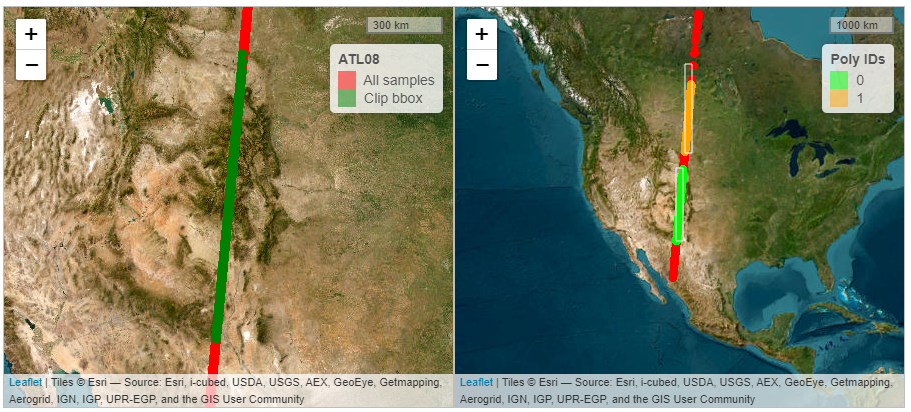 +
−
300 km
ATL08
All samples
Clip bbox
Leaflet | Tiles © Esri — Source: Esri, i-cubed, USDA, USGS, AEX, GeoEye, Getmapping,
Aerogrid, IGN, IGP, UPR-EGP, and the GIS User Community
+
−
1000 km
Poly IDs
0
1
Leaflet | Tiles © Esri — Source: Esri, i-cubed, USDA, USGS, AEX, GeoEye, Getmapping,
Aerogrid, IGN, IGP, UPR-EGP, and the GIS User Community